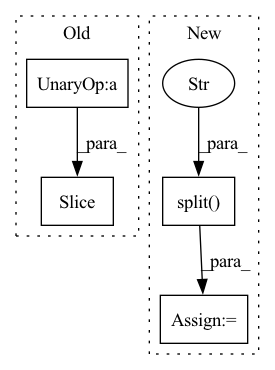 Old
New
UnaryOp:a
Str
_para_
_para_
Slice
split()
_para_
Assign:=